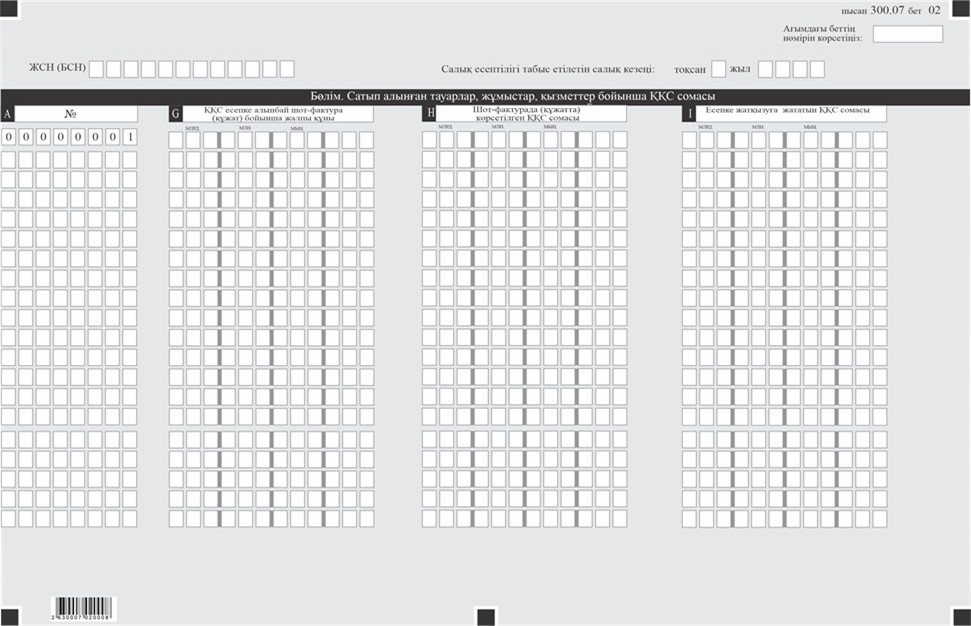 нысан 300.07 бет 02
Ағымдағы беттің
нөмірін көрсетіңіз:
ЖСН (БСН)
Салық есептілігі табыс етілетін салық кезеңі: тоқсан жыл
Бөлім. Сатып алынған тауарлар, жұмыстар, қызметтер бойынша ҚҚС сомасы
A №
G ҚҚС есепке алынбай шот-фактура
(құжат) бойынша жалпы құны
H Шот-фактурада (құжатта)
көрсетілген ҚҚС сомасы
I Есепке жатқызуға жататын ҚҚС сомасы
млрд млн мың млрд млн мың млрд млн мың
0 0 0 0 0 0 0 1
2 630007 020008